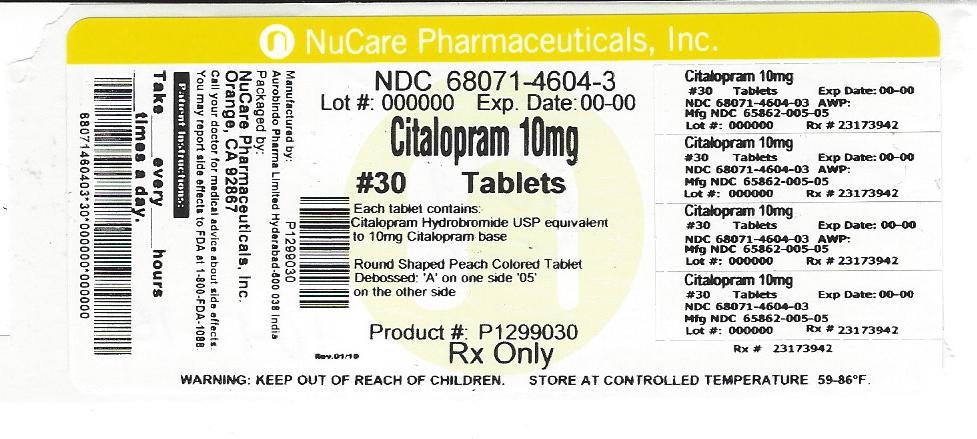 n NuCare Pharmaceuticals, Inc.
Patient Instructions:
Take ____ every ____ hours
____ times a day.
68071460403*30*000000*000000
Manufactured by:
Aurobindo Pharma Limited Hyderabad-500 038 India
Packaged by:
NuCare Pharmaceuticals, Inc.
Orange, CA 92867
Call your doctor for medical advice about side effects.
You may report side effects to FDA at 1-800-FDA-1088
P1299030
NDC 68071-4604-3
Lot #: 000000 Exp. Date: 00-00
Citalopram 10mg
#30 Tablets
Each tablet contains:
Citalopram Hydrobromide USP equivalent
to 10mg Citalopram base
Round Shaped Peach Colored Tablet
Debossed: 'A' on one side '05'
on the other side
Product #: P1299030
Rev.01/19
Rx Only
Citalopram 10mg
#30 Tablets Exp Date: 00-00
NDC 68071-4604-03 AWP:
Mfg NDC 65862-005-05
Lot #: 000000 Rx # 23173942
Citalopram 10mg
#30 Tablets Exp Date: 00-00
NDC 68071-4604-03 AWP:
Mfg NDC 65862-005-05
Lot #: 000000 Rx # 23173942
Citalopram 10mg
#30 Tablets Exp Date: 00-00
NDC 68071-4604-03 AWP:
Mfg NDC 65862-005-05
Lot #: 000000 Rx # 23173942
Citalopram 10mg
#30 Tablets Exp Date: 00-00
NDC 68071-4604-03
Mfg NDC 65862-005-05
Lot #: 000000 Rx # 23173942
Rx # 23173942
WARNING: KEEP OUT OF REACH OF CHILDREN. STORE AT CONTROLLED TEMPERATURE 59-86°F.